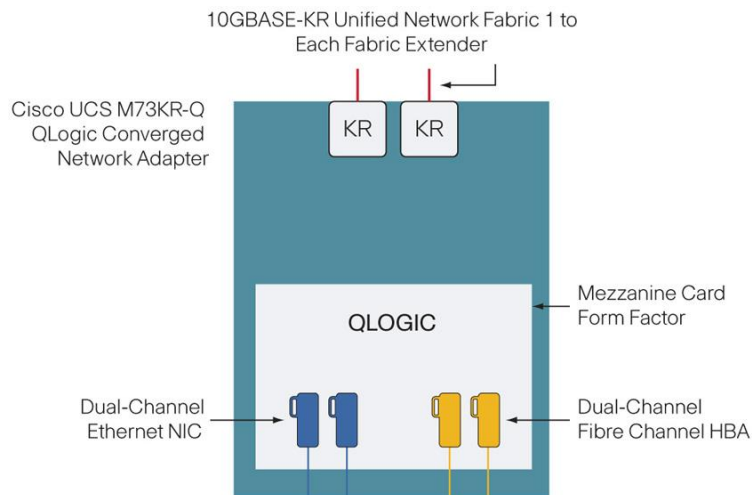 10GBASE-KR Unified Network Fabric 1 to
Each Fabric Extender
Cisco UCS M73KR-Q
QLogic Converged
Network Adapter
KR
KR
Mezzanine Card
Form Factor
QLOGIC
Dual-Channel
Ethernet NIC
Dual-Channel
Fibre Channel HBA